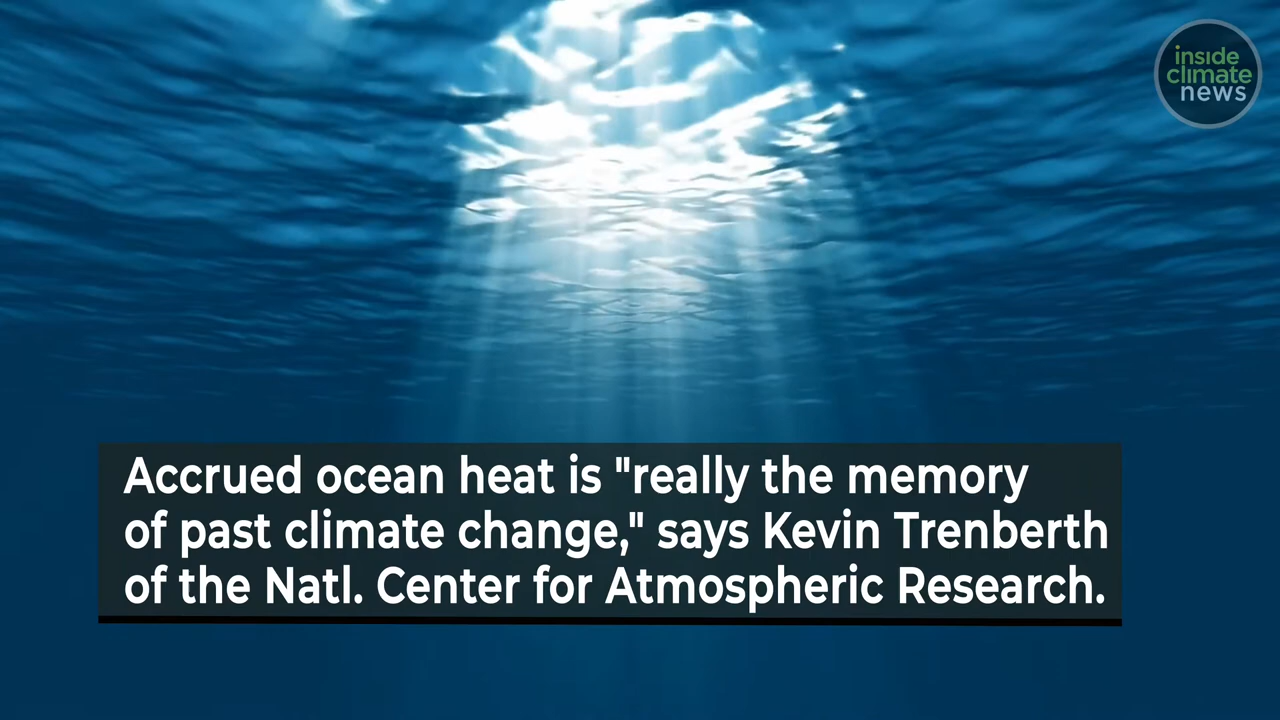 inside
climate
news
Accrued ocean heat is "really the memory
of past climate change," says Kevin Trenberth
of the Natl. Center for Atmospheric Research.